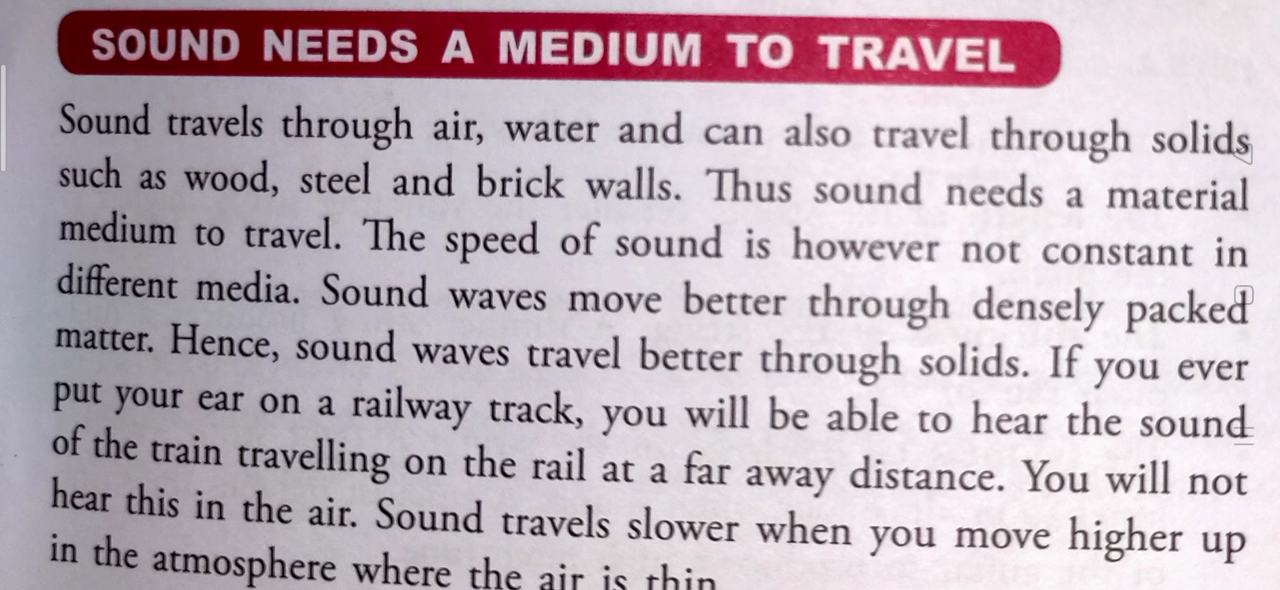 SOUND NEEDS A MEDIUM TO TRAVEL
Sound travels through air, water and can also travel through solids
such as wood, steel and brick walls. Thus sound needs a material
medium to travel. The speed of sound is however not constant in
different media. Sound waves move better through densely packed
matter. Hence, sound waves travel better through solids. If you ever
put your ear on a railway track, you will be able to hear the sound
of the train travelling on the rail at a far away distance. You will not
hear this in the air. Sound travels slower when you move higher up
in the atmosphere where the air is thin